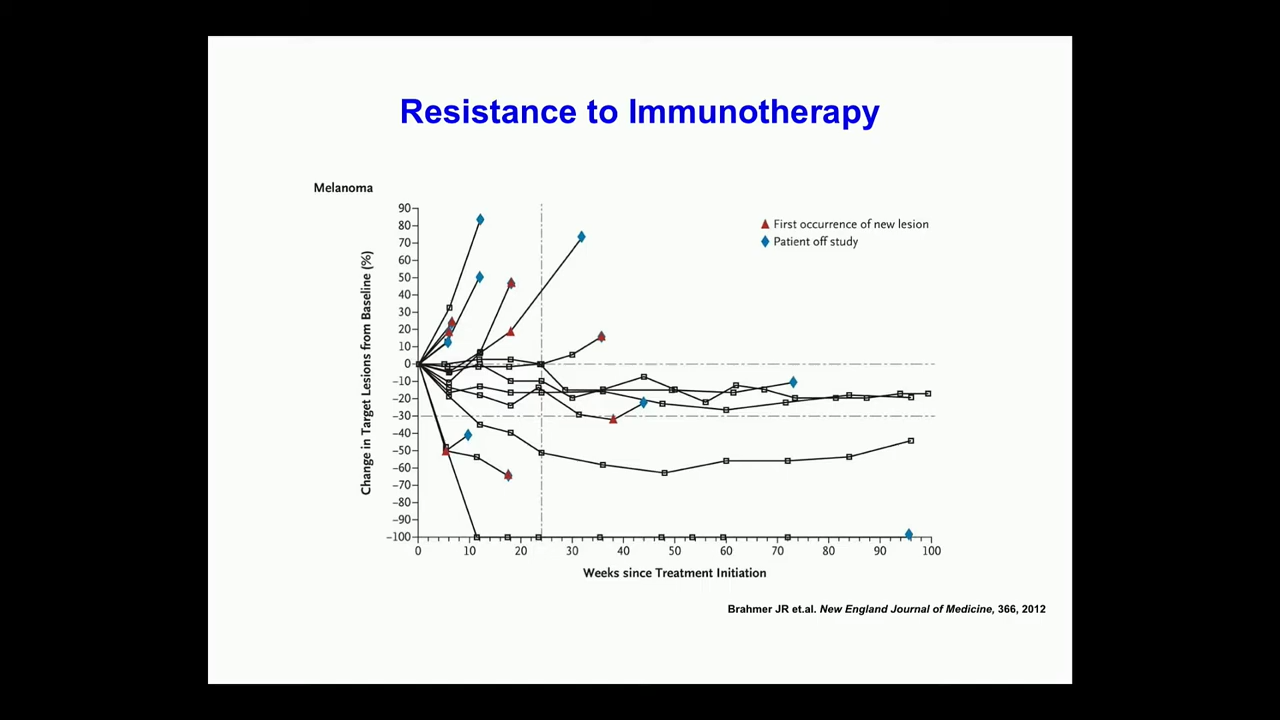 Resistance to Immunotherapy
Melanoma
90
80
70
60
50
40
30
20
10
0
−10
−20
−30
−40
−50
−60
−70
−80
−90
−100
Change in Target Lesions from Baseline (%)
First occurrence of new lesion
Patient off study
0 10 20 30 40 50 60 70 80 90 100
Weeks since Treatment Initiation
Brahmer JR et.al. New England Journal of Medicine, 366, 2012